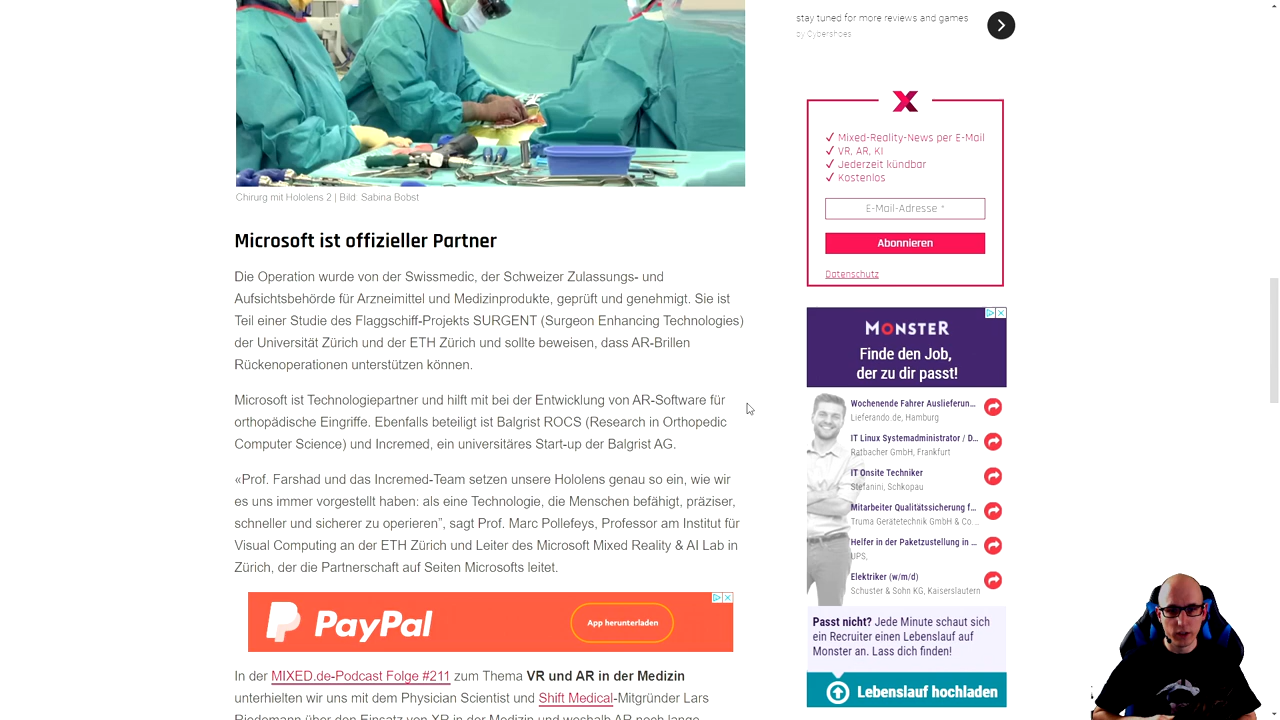 stay tuned for more reviews and games
by Cybershoes
✓ Mixed-Reality-News per E-Mail
✓ VR, AR, KI
✓ Jederzeit kündbar
✓ Kostenlos
E-Mail-Adresse *
Abonnieren
Datenschutz
Chirurg mit Hololens 2 | Bild: Sabina Bobst
Microsoft ist offizieller Partner
Die Operation wurde von der Swissmedic, der Schweizer Zulassungs- und
Aufsichtsbehörde für Arzneimittel und Medizinprodukte, geprüft und genehmigt. Sie ist
Teil einer Studie des Flaggschiff-Projekts SURGENT (Surgeon Enhancing Technologies)
der Universität Zürich und der ETH Zürich und sollte beweisen, dass AR-Brillen
Rückenoperationen unterstützen können.
Microsoft ist Technologiepartner und hilft mit bei der Entwicklung von AR-Software für
orthopädische Eingriffe. Ebenfalls beteiligt ist Balgrist ROCS (Research in Orthopedic
Computer Science) und Incremed, ein universitäres Start-up der Balgrist AG.
«Prof. Farshad und das Incremed-Team setzen unsere Hololens genau so ein, wie wir
es uns immer vorgestellt haben: als eine Technologie, die Menschen befähigt, präziser,
schneller und sicherer zu operieren”, sagt Prof. Marc Pollefeys, Professor am Institut für
Visual Computing an der ETH Zürich und Leiter des Microsoft Mixed Reality & AI Lab in
Zürich, der die Partnerschaft auf Seiten Microsofts leitet.
PayPal
App herunterladen
In der MIXED.de-Podcast Folge #211 zum Thema VR und AR in der Medizin
unterhielten wir uns mit dem Physician Scientist und Shift Medical-Mitgründer Lars
Riedemann über den Einsatz von XR in der Medizin und weshalb AR noch lange
MONSTER
Finde den Job,
der zu dir passt!
Wochenende Fahrer Auslieferun...
Lieferando.de, Hamburg
IT Linux Systemadministrator / D...
Ratbacher GmbH, Frankfurt
IT Onsite Techniker
Stefanini, Schkopau
Mitarbeiter Qualitätssicherung f...
Truma Gerätetechnik GmbH & Co....
Helfer in der Paketzustellung in ...
UPS,
Elektriker (w/m/d)
Schuster & Sohn KG, Kaiserslautern
Passt nicht? Jede Minute schaut sich
ein Recruiter einen Lebenslauf auf
Monster an. Lass dich finden!
Lebenslauf hochladen